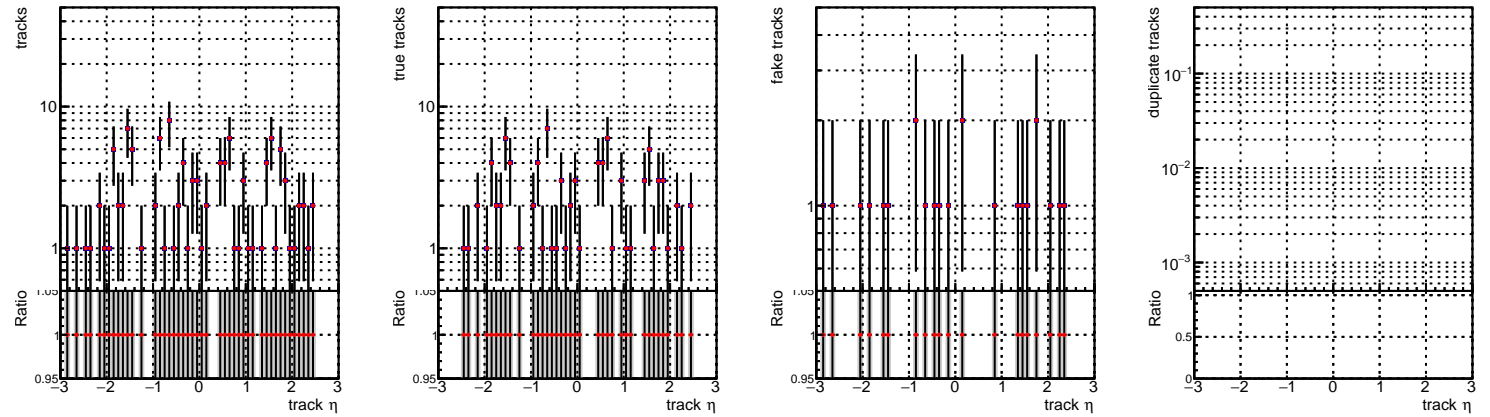 tracks
10
1
Ratio
1.05
1
0.95
−3 −2 −1 0 1 2 3
track η
true tracks
10
1
Ratio
1.05
1
0.95
−3 −2 −1 0 1 2 3
track η
fake tracks
1
Ratio
1.05
1
0.95
−3 −2 −1 0 1 2 3
track η
duplicate tracks
10⁻¹
10⁻²
10⁻³
Ratio
1
0.5
0
−3 −2 −1 0 1 2 3
track η